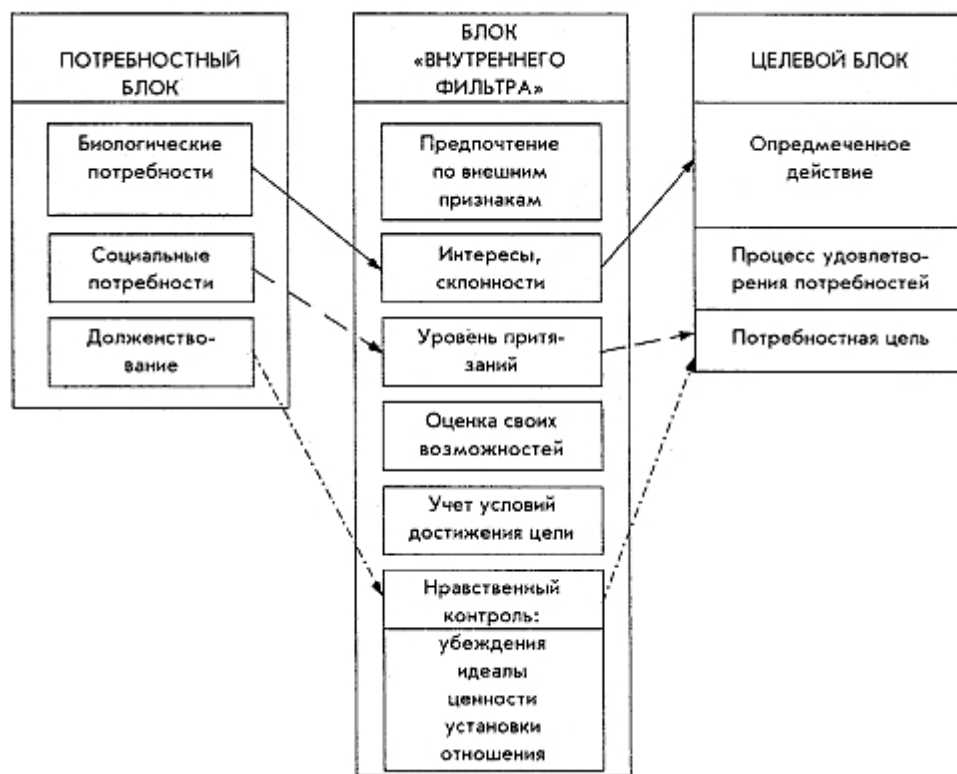 ПОТРЕБНОСТНЫЙ
БЛОК
Биологические
потребности
Социальные
потребности
Долженство-
вание
БЛОК
«ВНУТРЕННЕГО
ФИЛЬТРА»
Предпочтение
по внешним
признакам
Интересы,
склонности
Уровень притя-
заний
Оценка своих
возможностей
Учет условий
достижения цели
Нравственный
контроль:
убеждения
идеалы
ценности
установки
отношения
ЦЕЛЕВОЙ БЛОК
Опредмеченное
действие
Процесс удовлетво-
рения потребностей
Потребностная цель